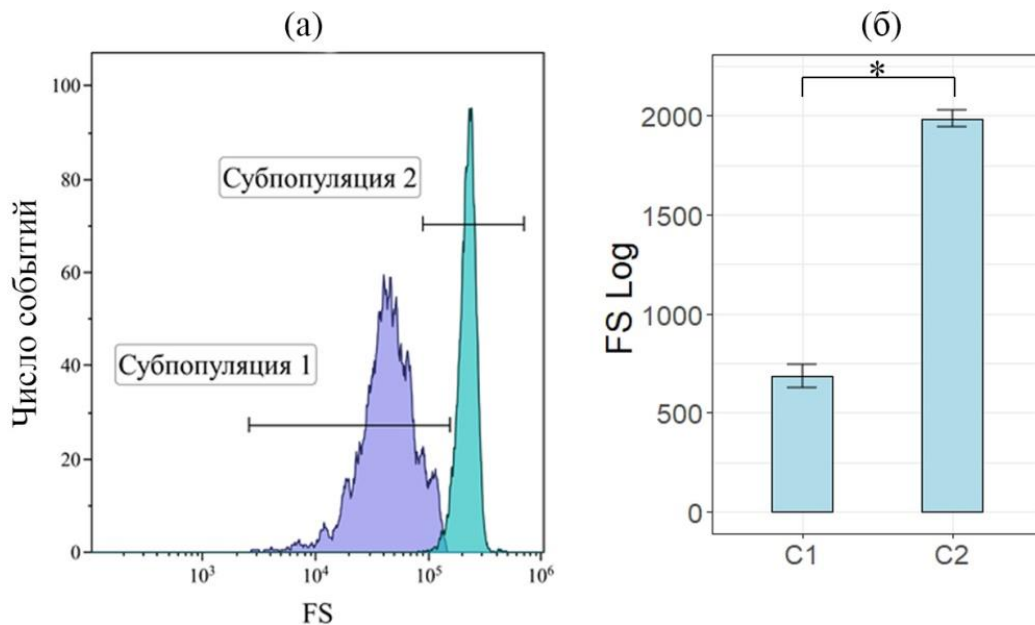 (а)
Число событий
100
80
60
40
20
0
Субпопуляция 2
Субпопуляция 1
10³
10⁴
10⁵
10⁶
FS
(б)
*
FS Log
2000
1500
1000
500
0
C1
C2